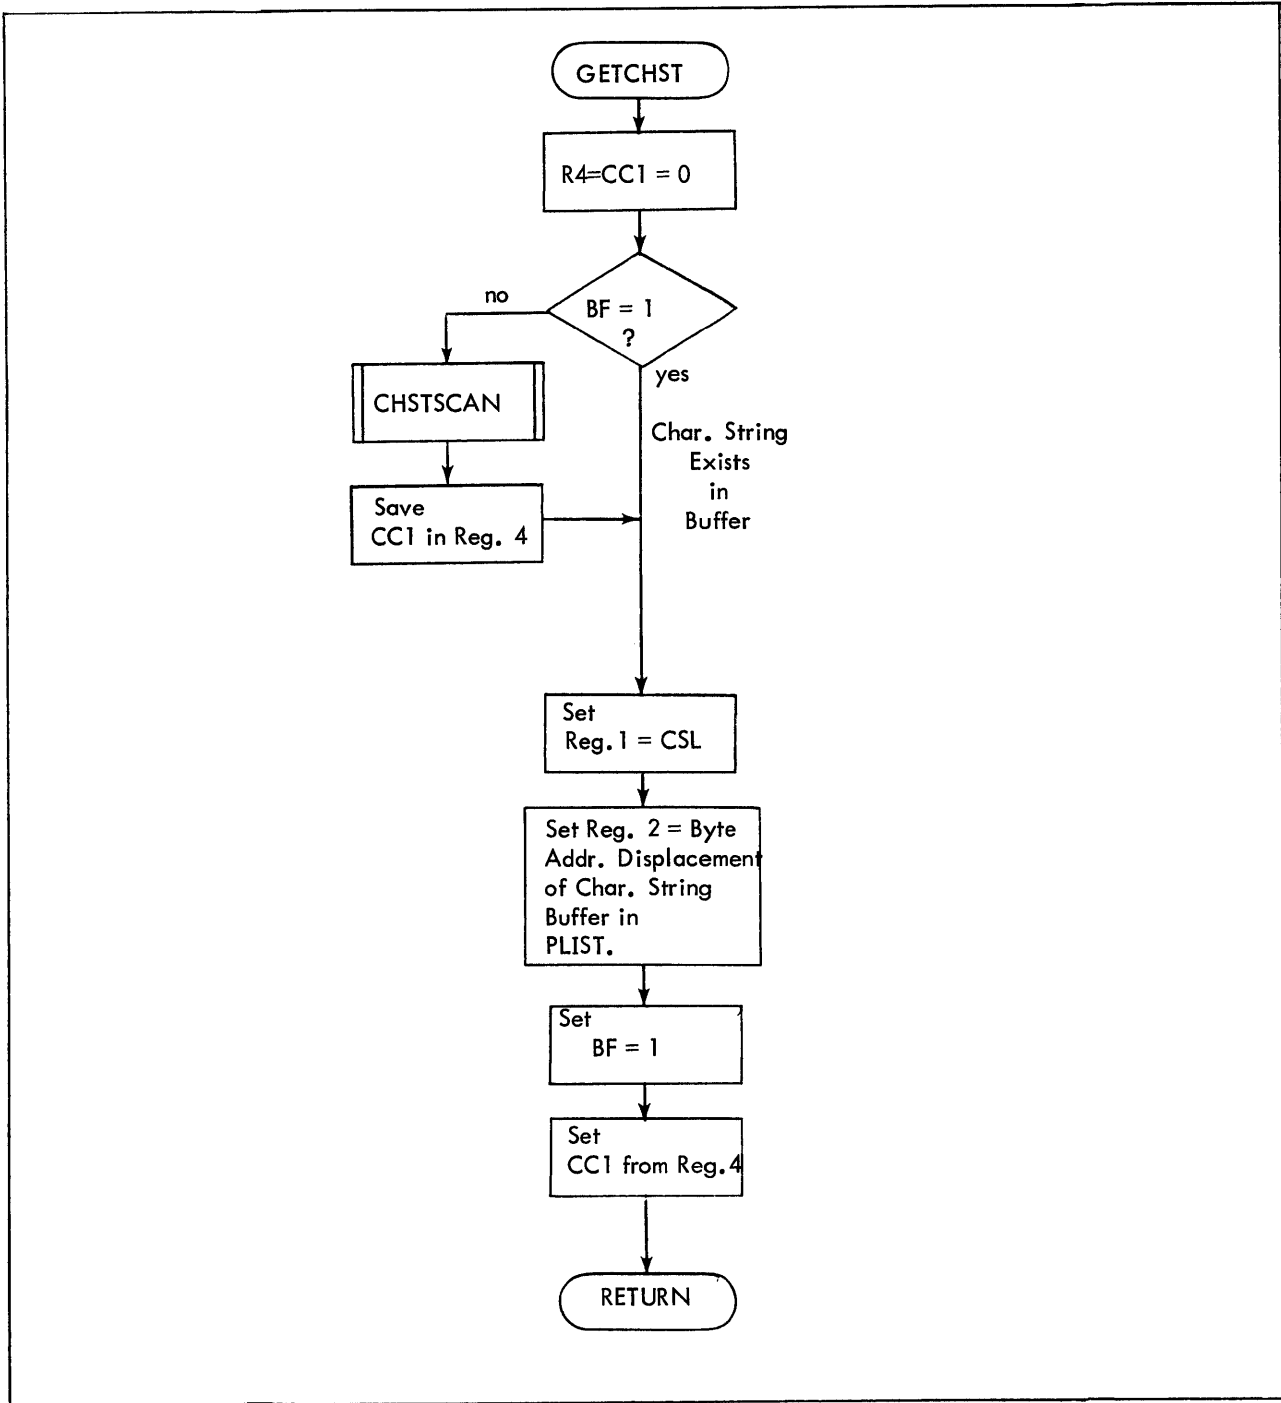 GETCHST
R4=CC1 = 0
BF = 1
?
no
yes
CHSTSCAN
Char. String
Exists
in
Buffer
Save
CC1 in Reg. 4
Set
Reg. 1 = CSL
Set Reg. 2 = Byte
Addr. Displacement
of Char. String
Buffer in
PLIST.
Set
BF = 1
Set
CC1 from Reg. 4
RETURN